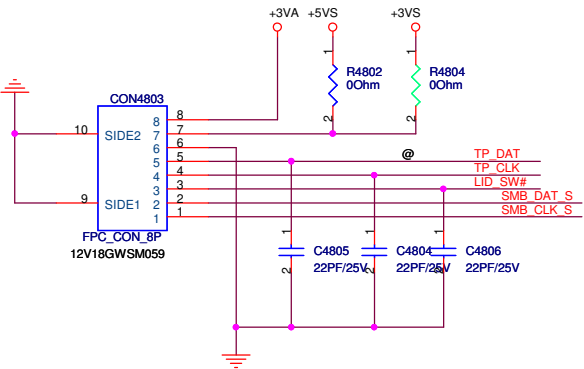 +3VA +5VS +3VS
1 1
R4802 R4804
0Ohm 0Ohm
2 2
CON4803
8 8
10 SIDE2 7 7
6 6
@ TP_DAT
5 5
TP_CLK
4 4
LID_SW#
3 3
SMB_DAT_S
9 SIDE1 2 2
SMB_CLK_S
1 1
FPC_CON_8P
12V18GWSM059
1 1 1
C4805 C4804 C4806
22PF/25V 22PF/25V 22PF/25V
2 2 2